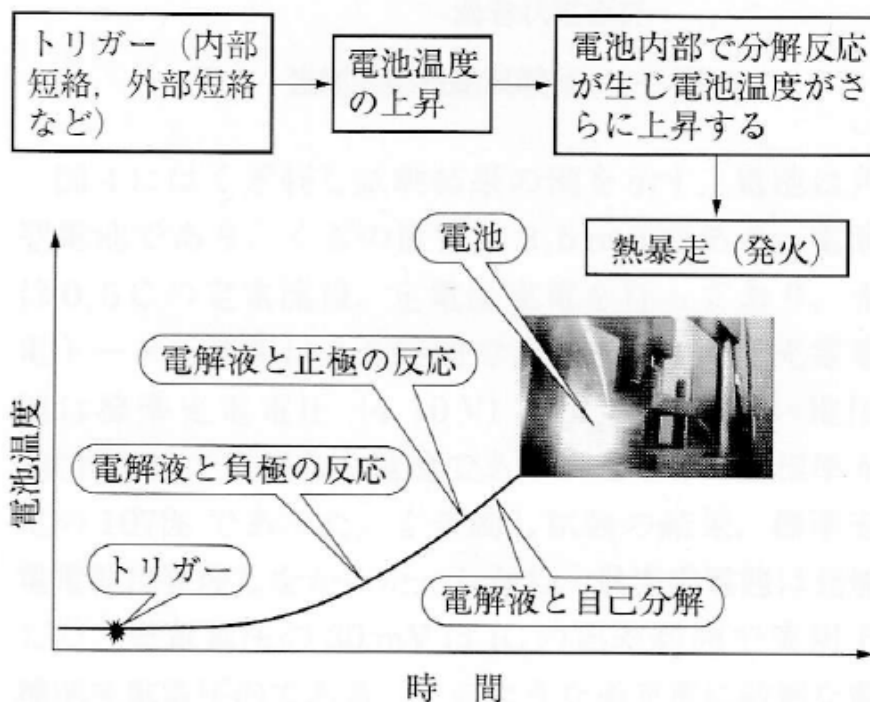 トリガー（内部
短絡，外部短絡
など）
電池温度
の上昇
電池内部で分解反応
が生じ電池温度がさ
らに上昇する
熱暴走（発火）
電池
電解液と正極の反応
電解液と負極の反応
トリガー
電解液と自己分解
電池温度
時 間